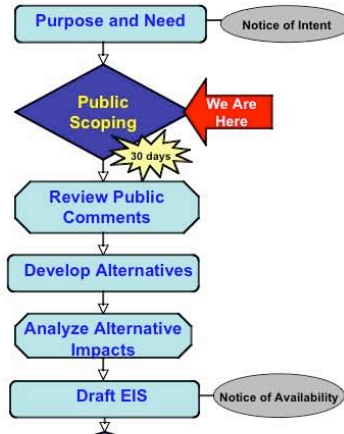 Purpose and Need
Notice of Intent
Public
Scoping
We Are
Here
30 days
Review Public
Comments
Develop Alternatives
Analyze Alternative
Impacts
Draft EIS
Notice of Availability